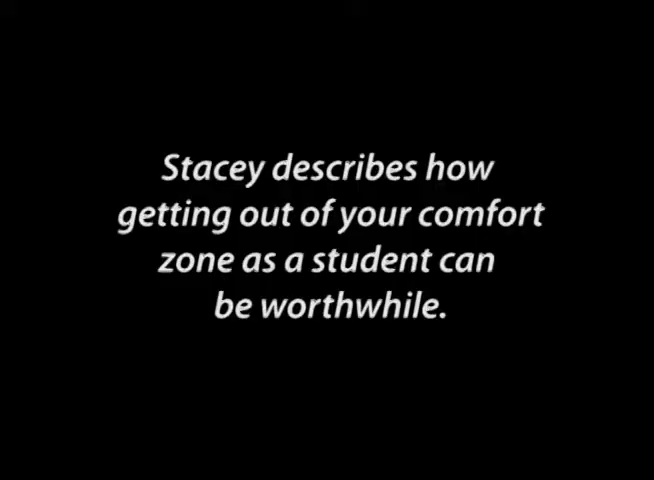 Stacey describes how
getting out of your comfort
zone as a student can
be worthwhile.